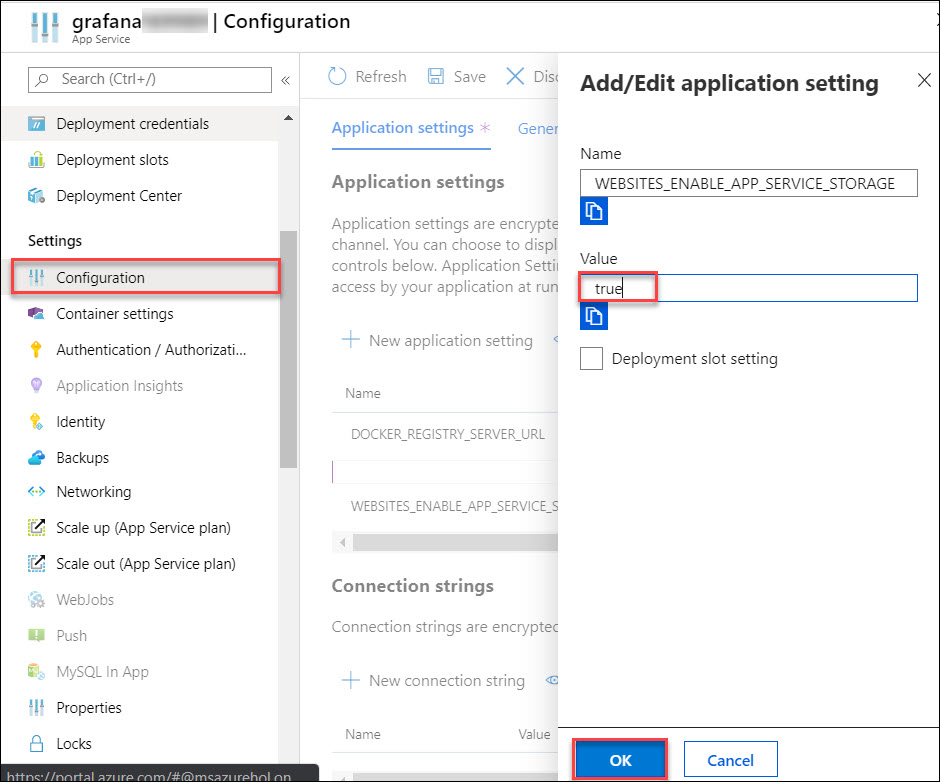 grafana | Configuration
App Service
Search (Ctrl+/)
«
Deployment credentials
Deployment slots
Deployment Center
Settings
Configuration
Container settings
Authentication / Authorizati...
Application Insights
Identity
Backups
Networking
Scale up (App Service plan)
Scale out (App Service plan)
WebJobs
Push
MySQL In App
Properties
Locks
https://portal.azure.com/#@msazurehol.on
Refresh
Save
Disc
Application settings *
Gener
Application settings
Application settings are encrypte
channel. You can choose to displ
controls below. Application Settin
access by your application at run
New application setting
Name
DOCKER_REGISTRY_SERVER_URL
WEBSITES_ENABLE_APP_SERVICE_S
Connection strings
Connection strings are encrypted
New connection string
Name
Value
Add/Edit application setting
Name
WEBSITES_ENABLE_APP_SERVICE_STORAGE
Value
true
Deployment slot setting
OK
Cancel